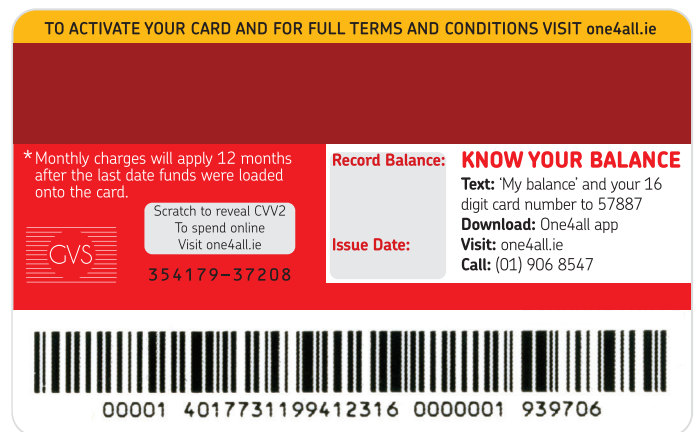 TO ACTIVATE YOUR CARD AND FOR FULL TERMS AND CONDITIONS VISIT one4all.ie
*Monthly charges will apply 12 months
after the last date funds were loaded
onto the card.
Scratch to reveal CVV2
To spend online
Visit one4all.ie
GVS
354179-37208
Record Balance:
Issue Date:
KNOW YOUR BALANCE
Text: ‘My balance’ and your 16
digit card number to 57887
Download: One4all app
Visit: one4all.ie
Call: (01) 906 8547
00001 4017731199412316 0000001 939706